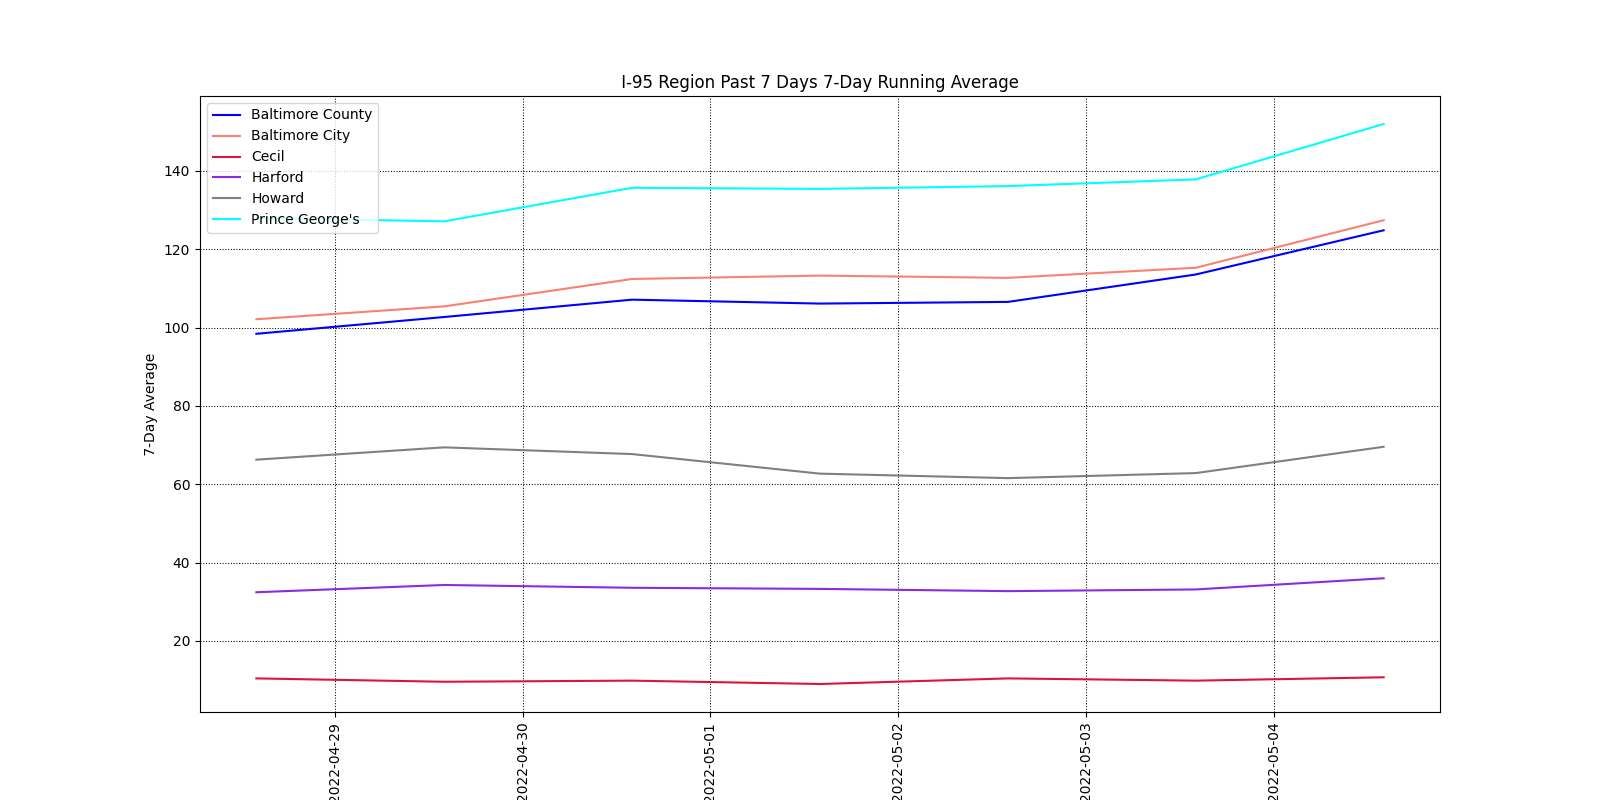 I-95 Region Past 7 Days 7-Day Running Average
Baltimore County
Baltimore City
Cecil
Harford
Howard
Prince George's
7-Day Average
140
120
100
80
60
40
20
2022-04-29
2022-04-30
2022-05-01
2022-05-02
2022-05-03
2022-05-04